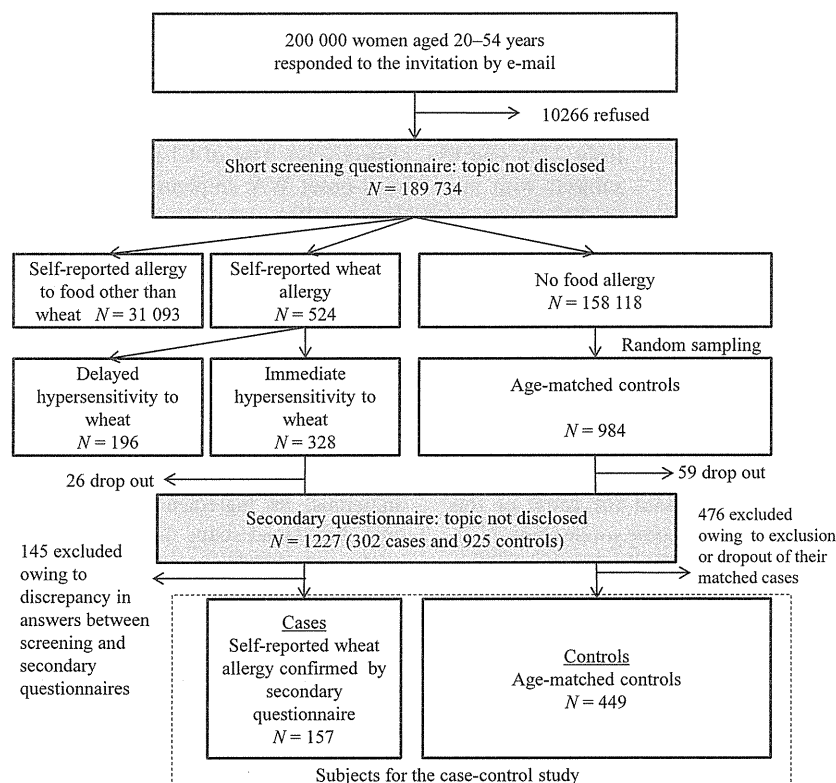 200 000 women aged 20–54 years
responded to the invitation by e-mail
10266 refused
Short screening questionnaire: topic not disclosed
N = 189 734
Self-reported allergy
to food other than
wheat N = 31 093
Self-reported wheat
allergy
N = 524
No food allergy
N = 158 118
Random sampling
Delayed
hypersensitivity to
wheat
N = 196
Immediate
hypersensitivity to
wheat
N = 328
Age-matched controls
N = 984
26 drop out
59 drop out
Secondary questionnaire: topic not disclosed
N = 1227 (302 cases and 925 controls)
145 excluded
owing to
discrepancy in
answers between
screening and
secondary
questionnaires
476 excluded
owing to exclusion
or dropout of their
matched cases
Cases
Self-reported wheat
allergy confirmed by
secondary
questionnaire
N = 157
Controls
Age-matched controls
N = 449
Subjects for the case-control study